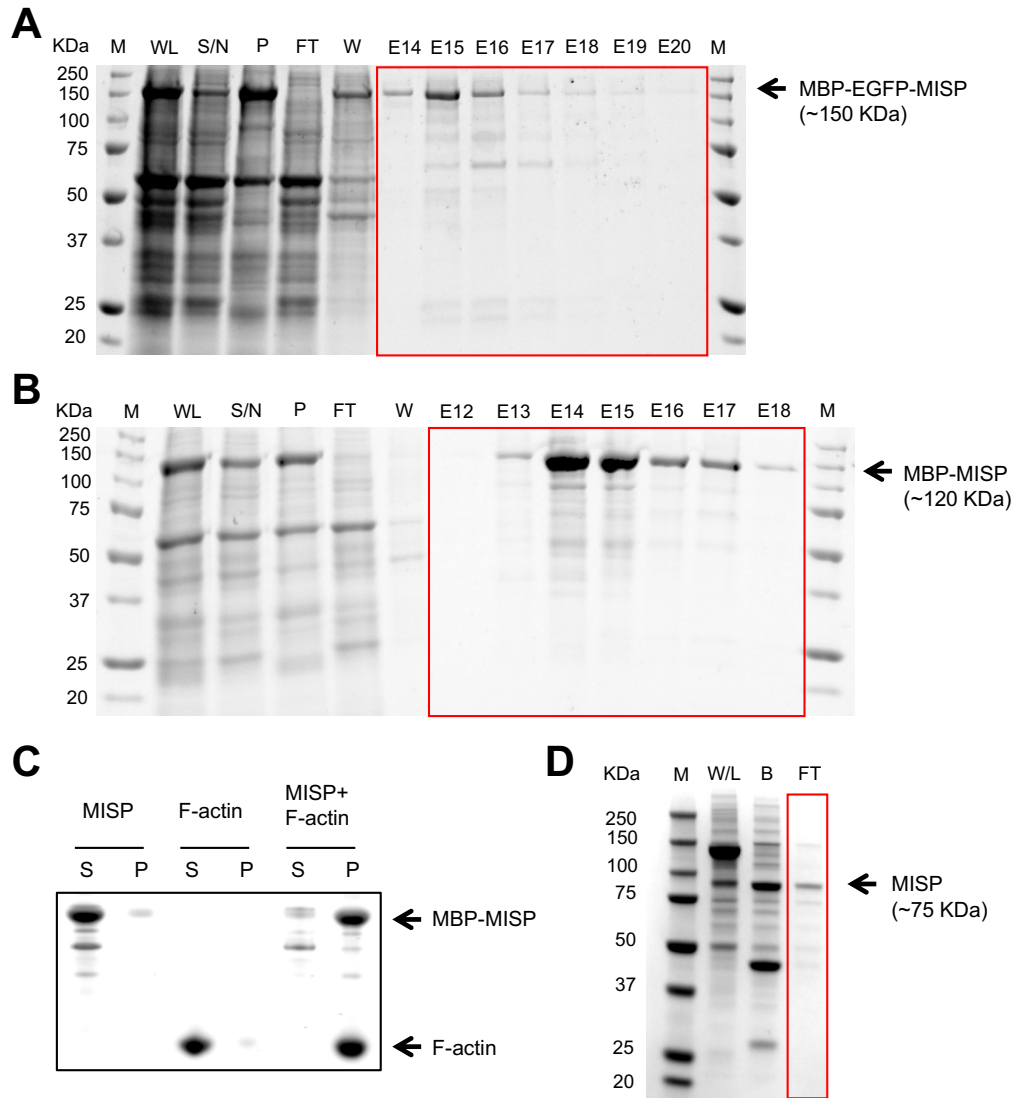 A
KDa M WL S/N P FT W E14 E15 E16 E17 E18 E19 E20 M
250
150
100
75
50
37
25
20
MBP-EGFP-MISP
(~150 KDa)
B
KDa M WL S/N P FT W E12 E13 E14 E15 E16 E17 E18 M
250
150
100
75
50
37
25
20
MBP-MISP
(~120 KDa)
C
MISP F-actin MISP+
F-actin
S P S P S P
MBP-MISP
F-actin
D
KDa M W/L B FT
250
150
100
75
50
37
25
20
MISP
(~75 KDa)